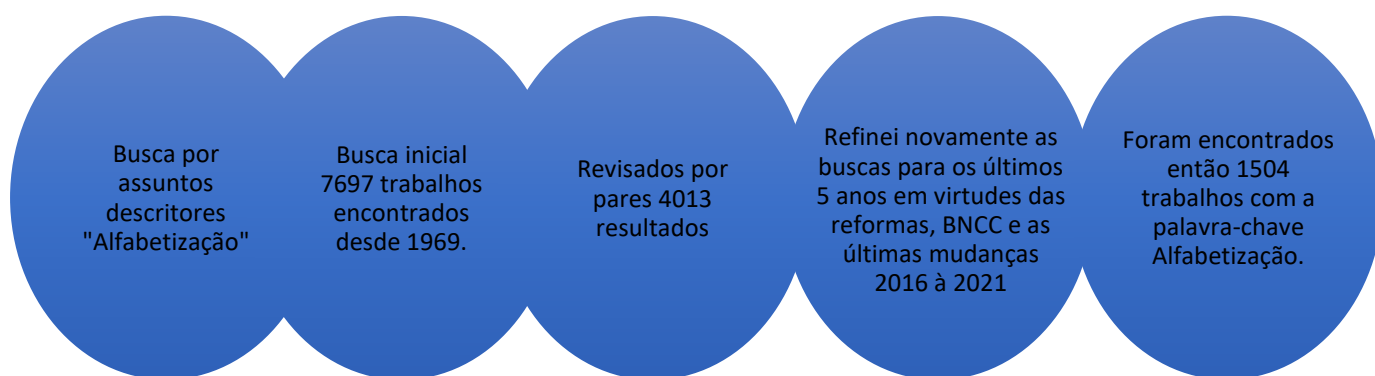 Busca por
assuntos
descritores
"Alfabetização"
Busca inicial
7697 trabalhos
encontrados
desde 1969.
Revisados por
pares 4013
resultados
Refinei novamente as
buscas para os últimos
5 anos em virtudes das
reformas, BNCC e as
últimas mudanças
2016 à 2021
Foram encontrados
então 1504
trabalhos com a
palavra-chave
Alfabetização.